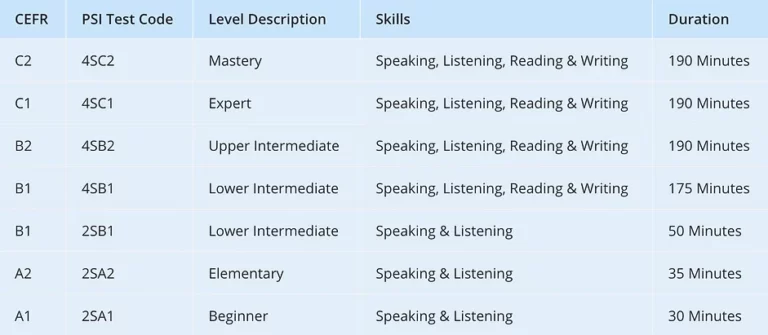 CEFR PSI Test Code Level Description Skills Duration
C2 4SC2 Mastery Speaking, Listening, Reading & Writing 190 Minutes
C1 4SC1 Expert Speaking, Listening, Reading & Writing 190 Minutes
B2 4SB2 Upper Intermediate Speaking, Listening, Reading & Writing 190 Minutes
B1 4SB1 Lower Intermediate Speaking, Listening, Reading & Writing 175 Minutes
B1 2SB1 Lower Intermediate Speaking & Listening 50 Minutes
A2 2SA2 Elementary Speaking & Listening 35 Minutes
A1 2SA1 Beginner Speaking & Listening 30 Minutes